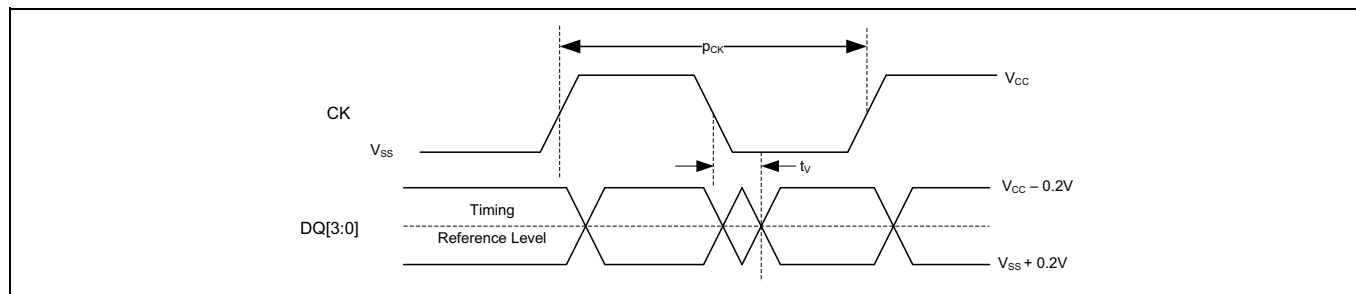 pCK
VCC
CK
VSS
tV
VCC – 0.2V
Timing
DQ[3:0]
Reference Level
VSS + 0.2V